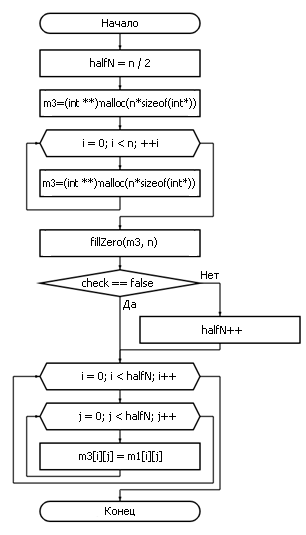 Начало
halfN = n / 2
m3=(int **)malloc(n*sizeof(int*))
i = 0; i < n; ++i
m3=(int **)malloc(n*sizeof(int*))
fillZero(m3, n)
check == false
Нет
Да
halfN++
i = 0; i < halfN; i++
j = 0; j < halfN; j++
m3[i][j] = m1[i][j]
Конец